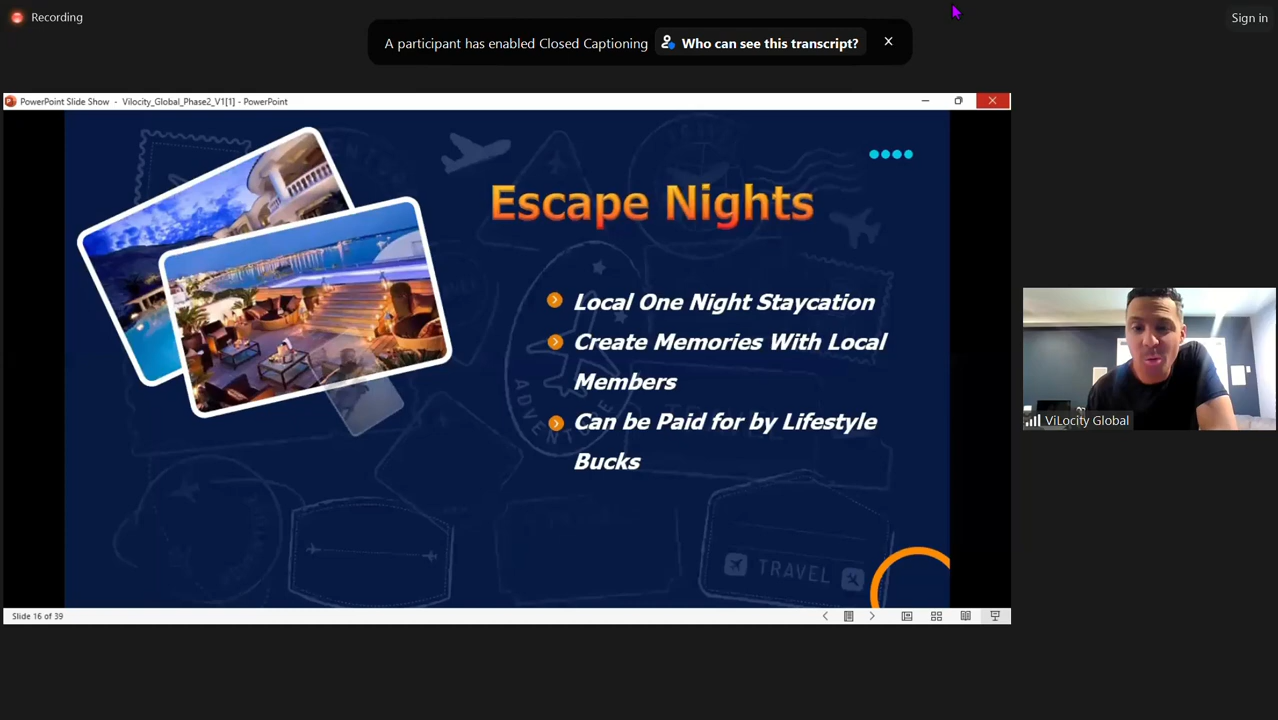 Recording
Sign in
A participant has enabled Closed Captioning Who can see this transcript?
PowerPoint Slide Show - Vilocity_Global_Phase2_V1[1] - PowerPoint
Escape Nights
Local One Night Staycation
Create Memories With Local
Members
Can be Paid for by Lifestyle
Bucks
ADVENTURE
TRAVEL
TRAVEL
ViLocity Global
Slide 16 of 39